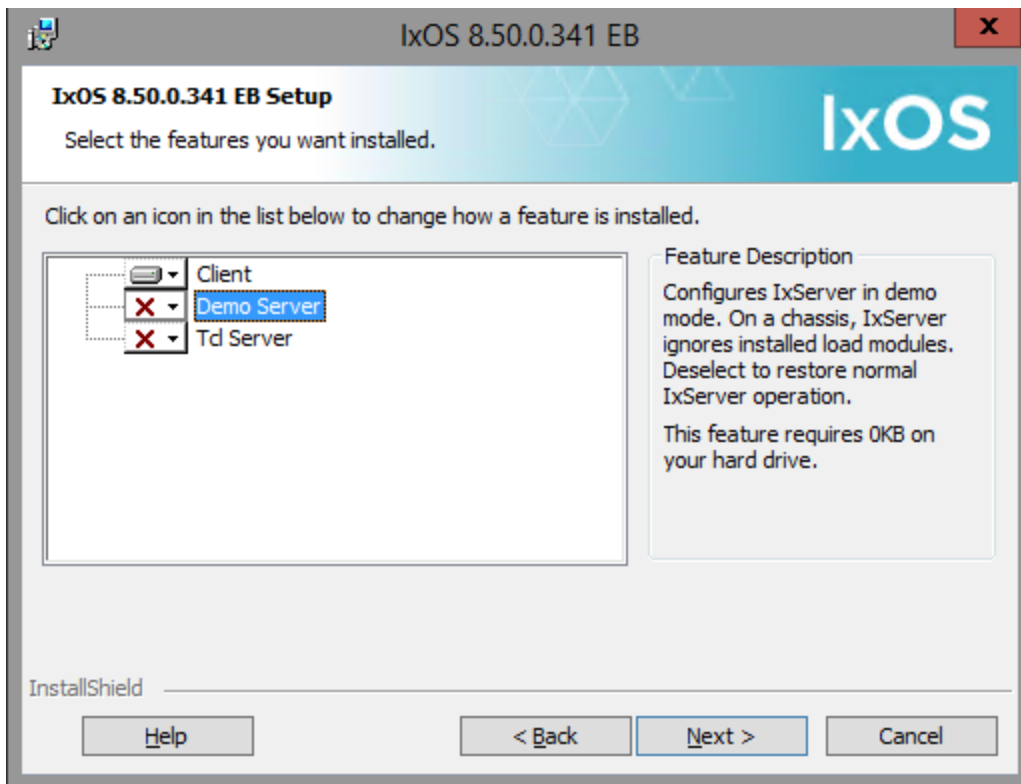 IxOS 8.50.0.341 EB
x
IxOS 8.50.0.341 EB Setup
Select the features you want installed.
IxOS
Click on an icon in the list below to change how a feature is installed.
Client
Demo Server
Tcl Server
Feature Description
Configures IxServer in demo
mode. On a chassis, IxServer
ignores installed load modules.
Deselect to restore normal
IxServer operation.
This feature requires 0KB on
your hard drive.
InstallShield
Help
< Back
Next >
Cancel